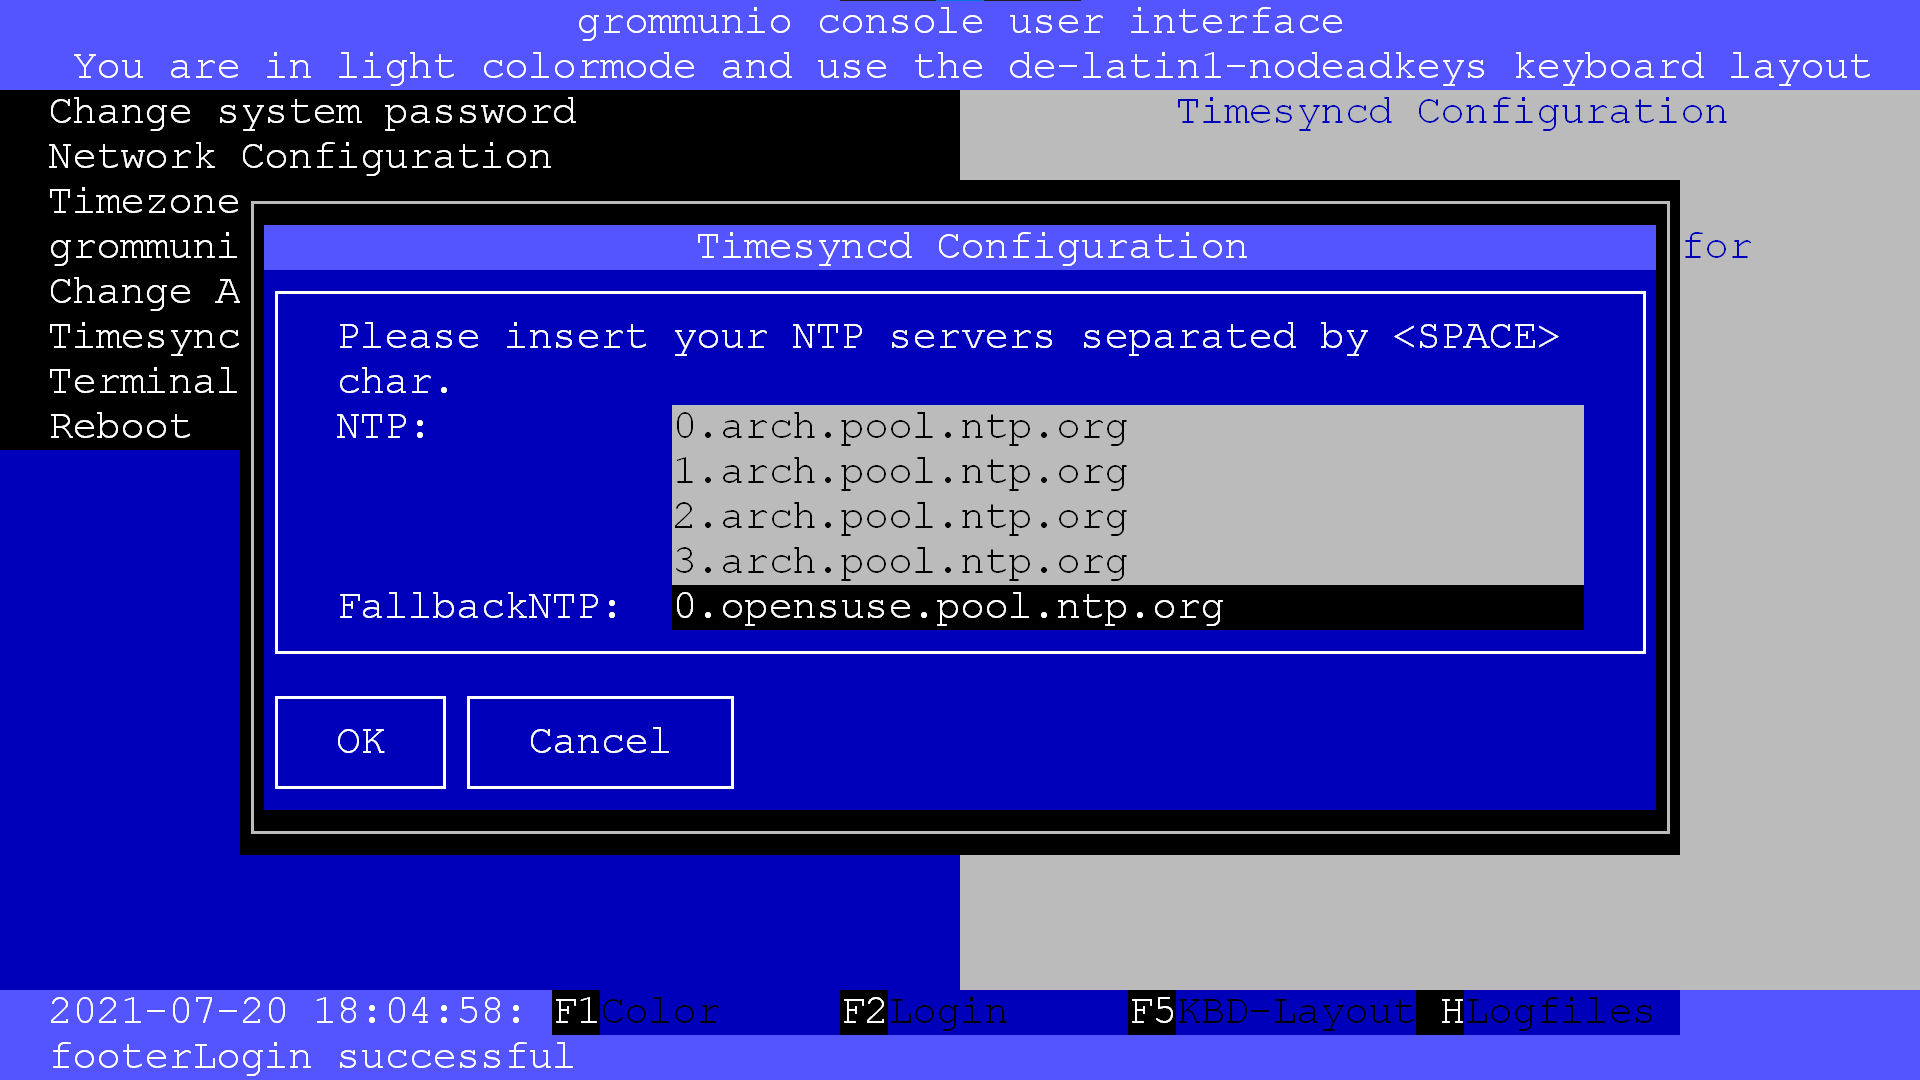 grommunio console user interface
You are in light colormode and use the de-latin1-nodeadkeys keyboard layout
Change system password
Network Configuration
Timezone
grommuni
Change A
Timesync
Terminal
Reboot
Timesyncd Configuration
for
Timesyncd Configuration
Please insert your NTP servers separated by <SPACE>
char.
NTP: 0.arch.pool.ntp.org
1.arch.pool.ntp.org
2.arch.pool.ntp.org
3.arch.pool.ntp.org
FallbackNTP: 0.opensuse.pool.ntp.org
OK Cancel
2021-07-20 18:04:58: F1Color F2Login F5KBD-Layout HLogfiles
footerLogin successful